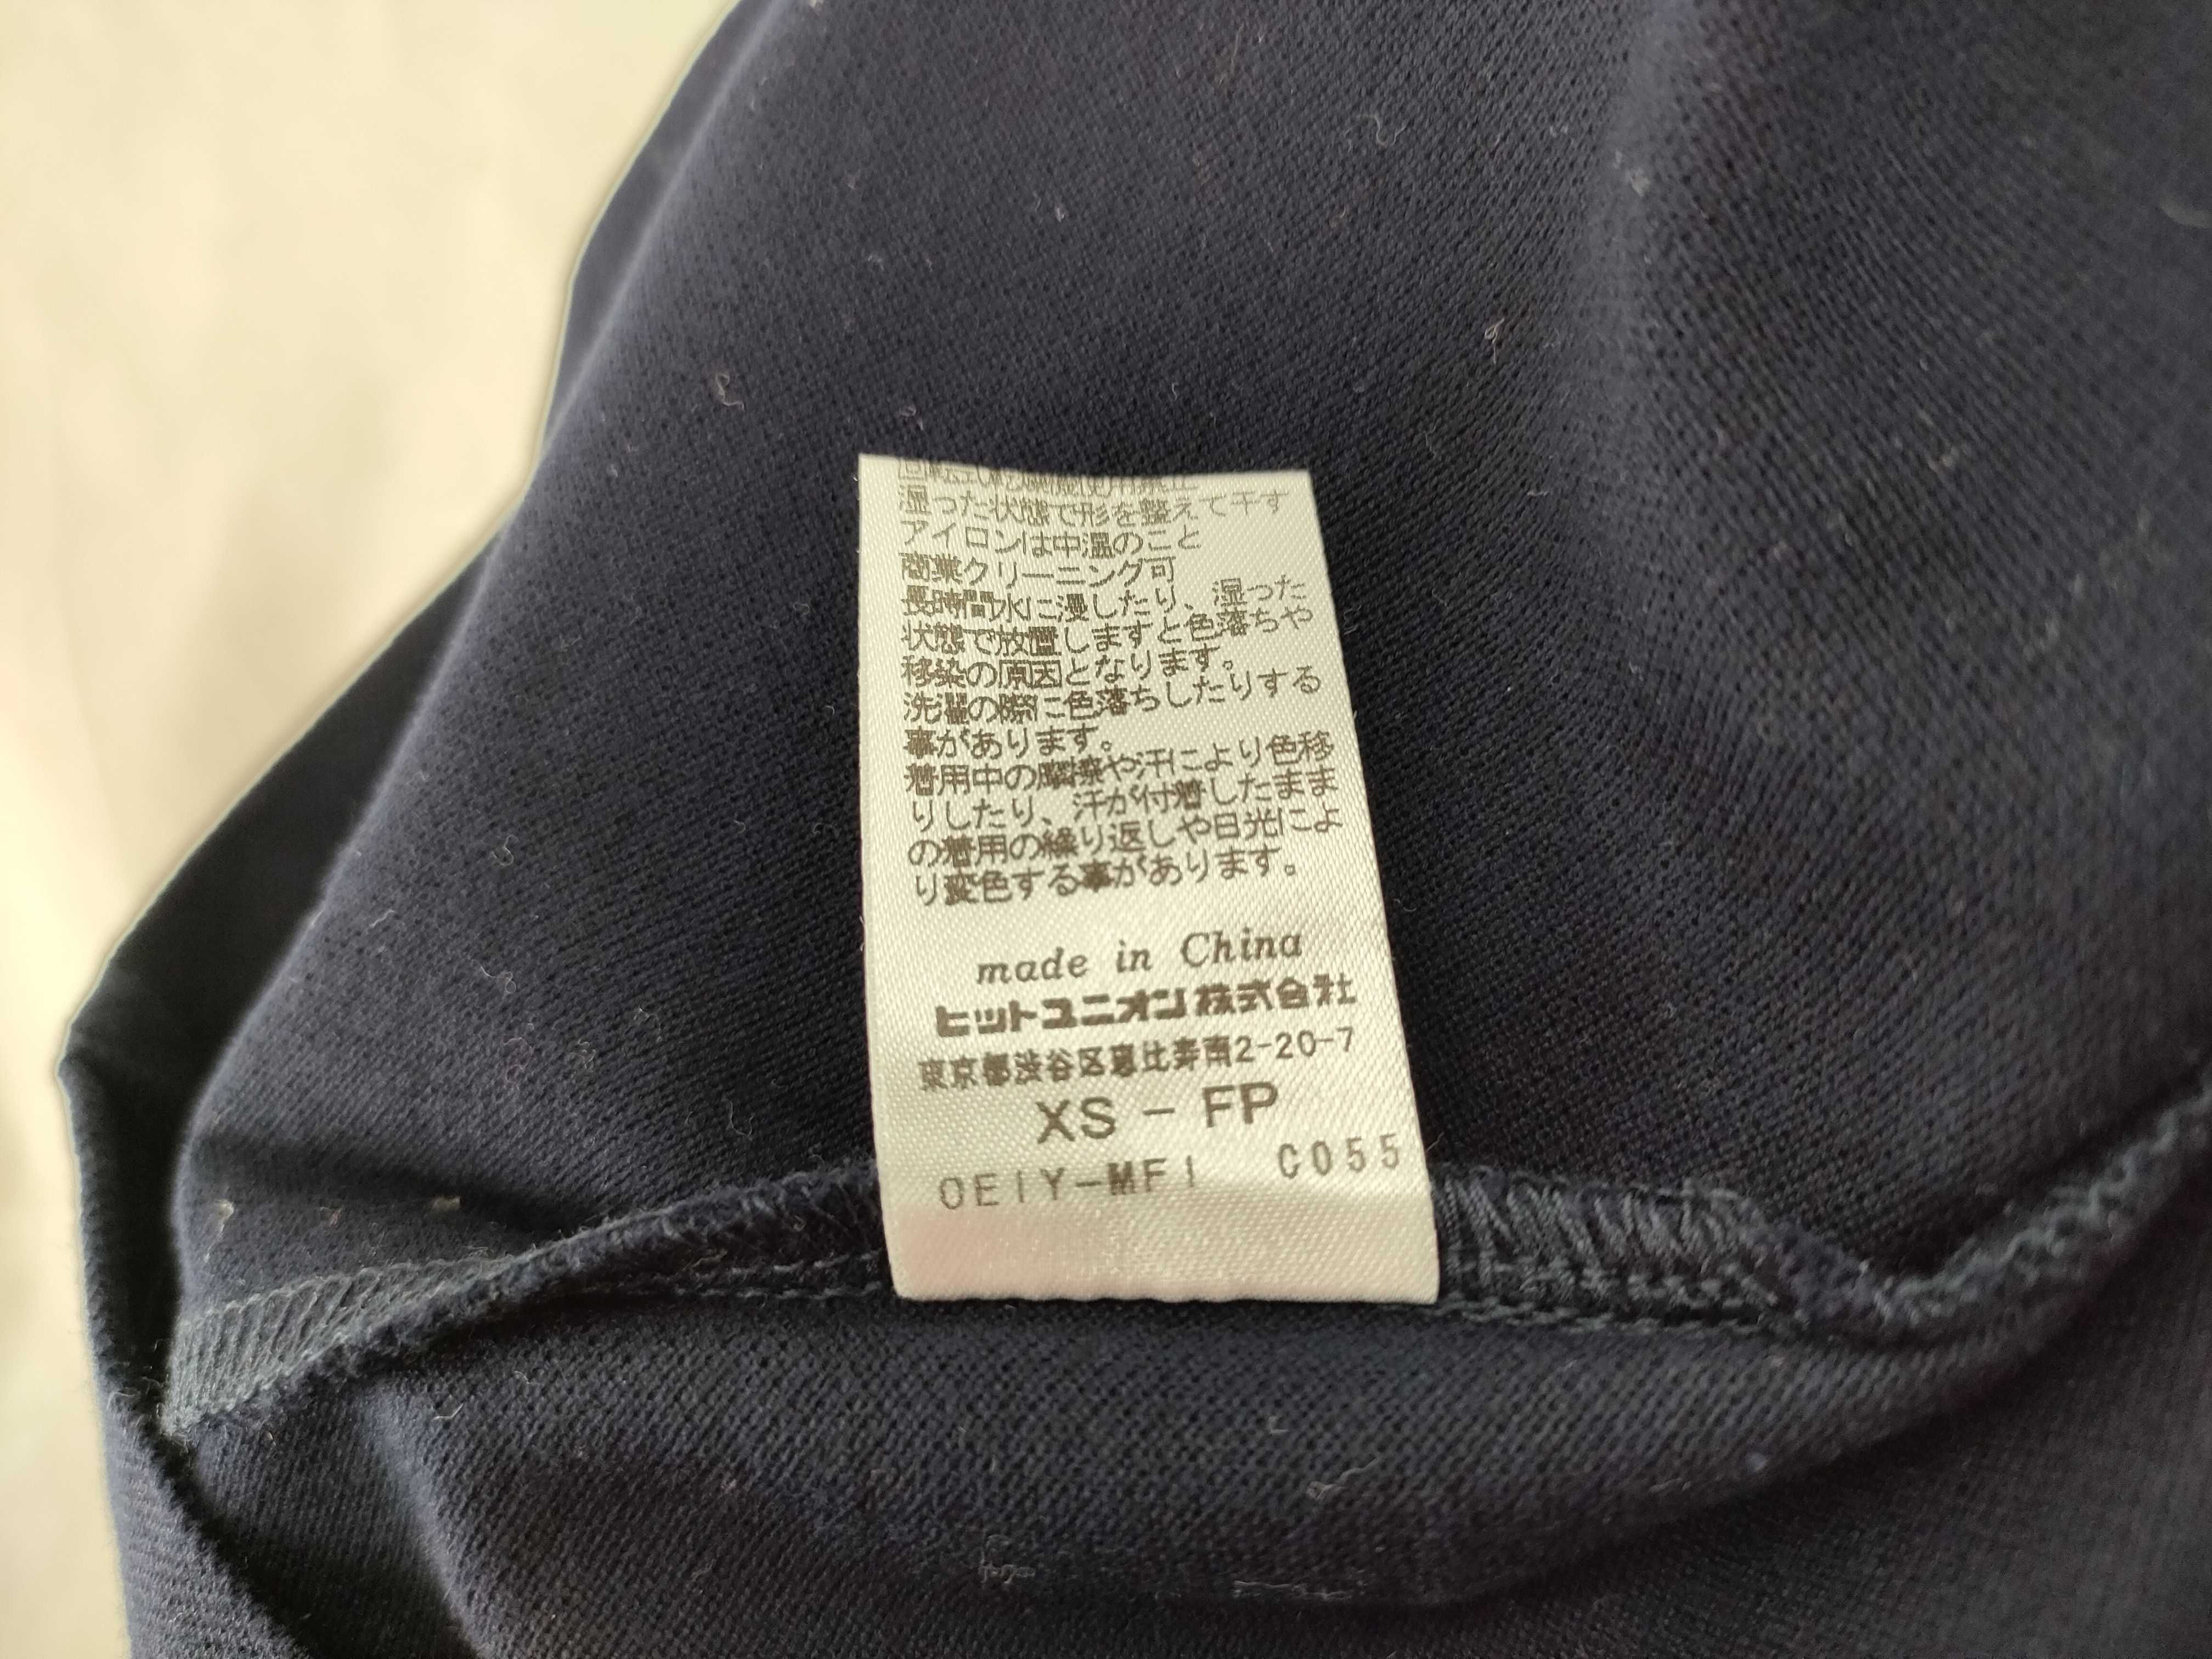 湿った状態で形を整えて干す
アイロンは中温のこと
商業クリーニング可
長時間水に浸したり、湿った
状態で放置しますと色落ちや
移染の原因となります。
洗濯の際に色落ちしたりする
事があります。
着用中の摩擦や汗により色移
りしたり、汗が付着したまま
の着用の繰り返しや日光によ
り変色する事があります。
made in China
ヒットユニオン株式会社
東京都渋谷区恵比寿南2-20-7
XS - FP
OEIY-MFI C055